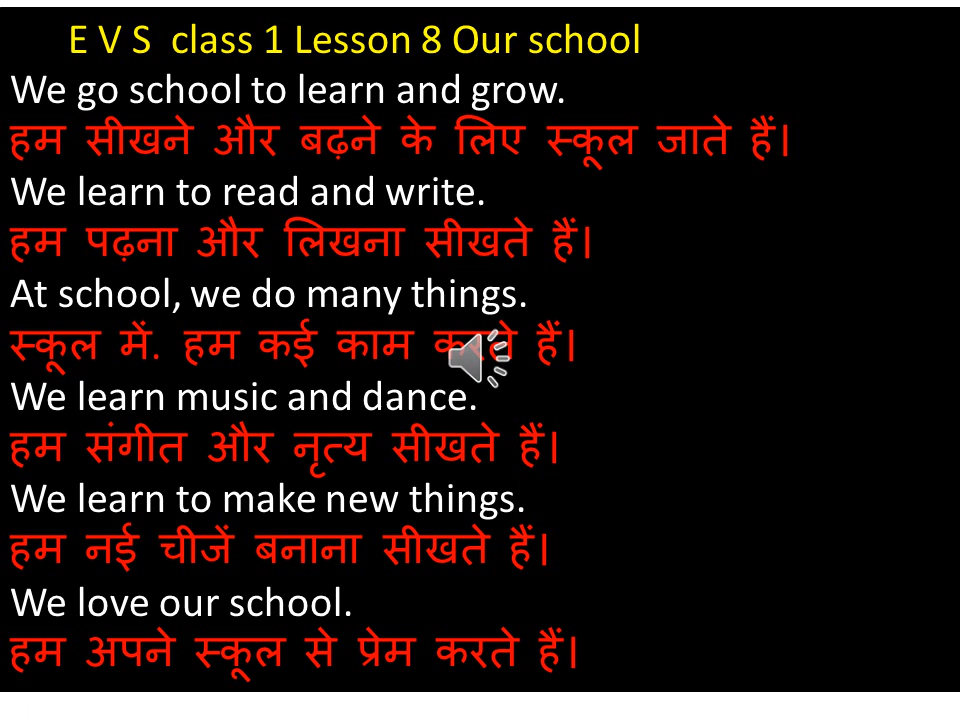 E V S class 1 Lesson 8 Our school
We go school to learn and grow.
हम सीखने और बढ़ने के लिए स्कूल जाते हैं।
We learn to read and write.
हम पढ़ना और लिखना सीखते हैं।
At school, we do many things.
स्कूल में. हम कई काम करते हैं।
We learn music and dance.
हम संगीत और नृत्य सीखते हैं।
We learn to make new things.
हम नई चीजें बनाना सीखते हैं।
We love our school.
हम अपने स्कूल से प्रेम करते हैं।